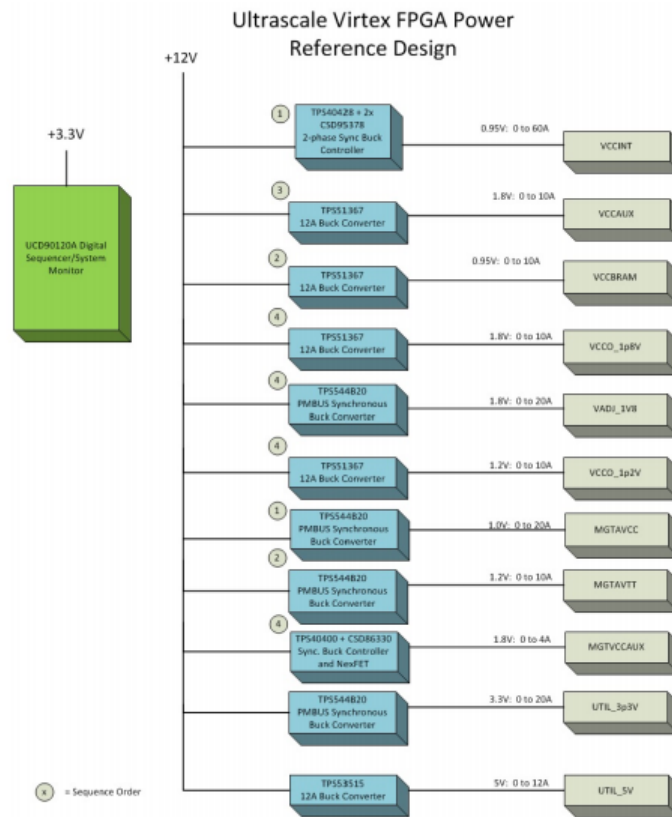 Ultrascale Virtex FPGA Power
Reference Design
+12V
+3.3V
UCD90120A Digital
Sequencer/System
Monitor
1
TPS40428 + 2x
CSD95378
2-phase Sync Buck
Controller
0.95V: 0 to 60A
VCCINT
3
TPS51367
12A Buck Converter
1.8V: 0 to 10A
VCCAUX
2
TPS51367
12A Buck Converter
0.95V: 0 to 10A
VCCBRAM
4
TPS51367
12A Buck Converter
1.8V: 0 to 10A
VCCO_1p8V
4
TPS544B20
PMBUS Synchronous
Buck Converter
1.8V: 0 to 20A
VADJ_1V8
4
TPS51367
12A Buck Converter
1.2V: 0 to 10A
VCCO_1p2V
1
TPS544B20
PMBUS Synchronous
Buck Converter
1.0V: 0 to 20A
MGTAVCC
2
TPS544B20
PMBUS Synchronous
Buck Converter
1.2V: 0 to 10A
MGTAVTT
4
TPS40400 + CSD86330
Sync. Buck Controller
and NexFET
1.8V: 0 to 4A
MGTVCCAUX
TPS544B20
PMBUS Synchronous
Buck Converter
3.3V: 0 to 20A
UTIL_3p3V
TPS53515
12A Buck Converter
5V: 0 to 12A
UTIL_5V
x = Sequence Order